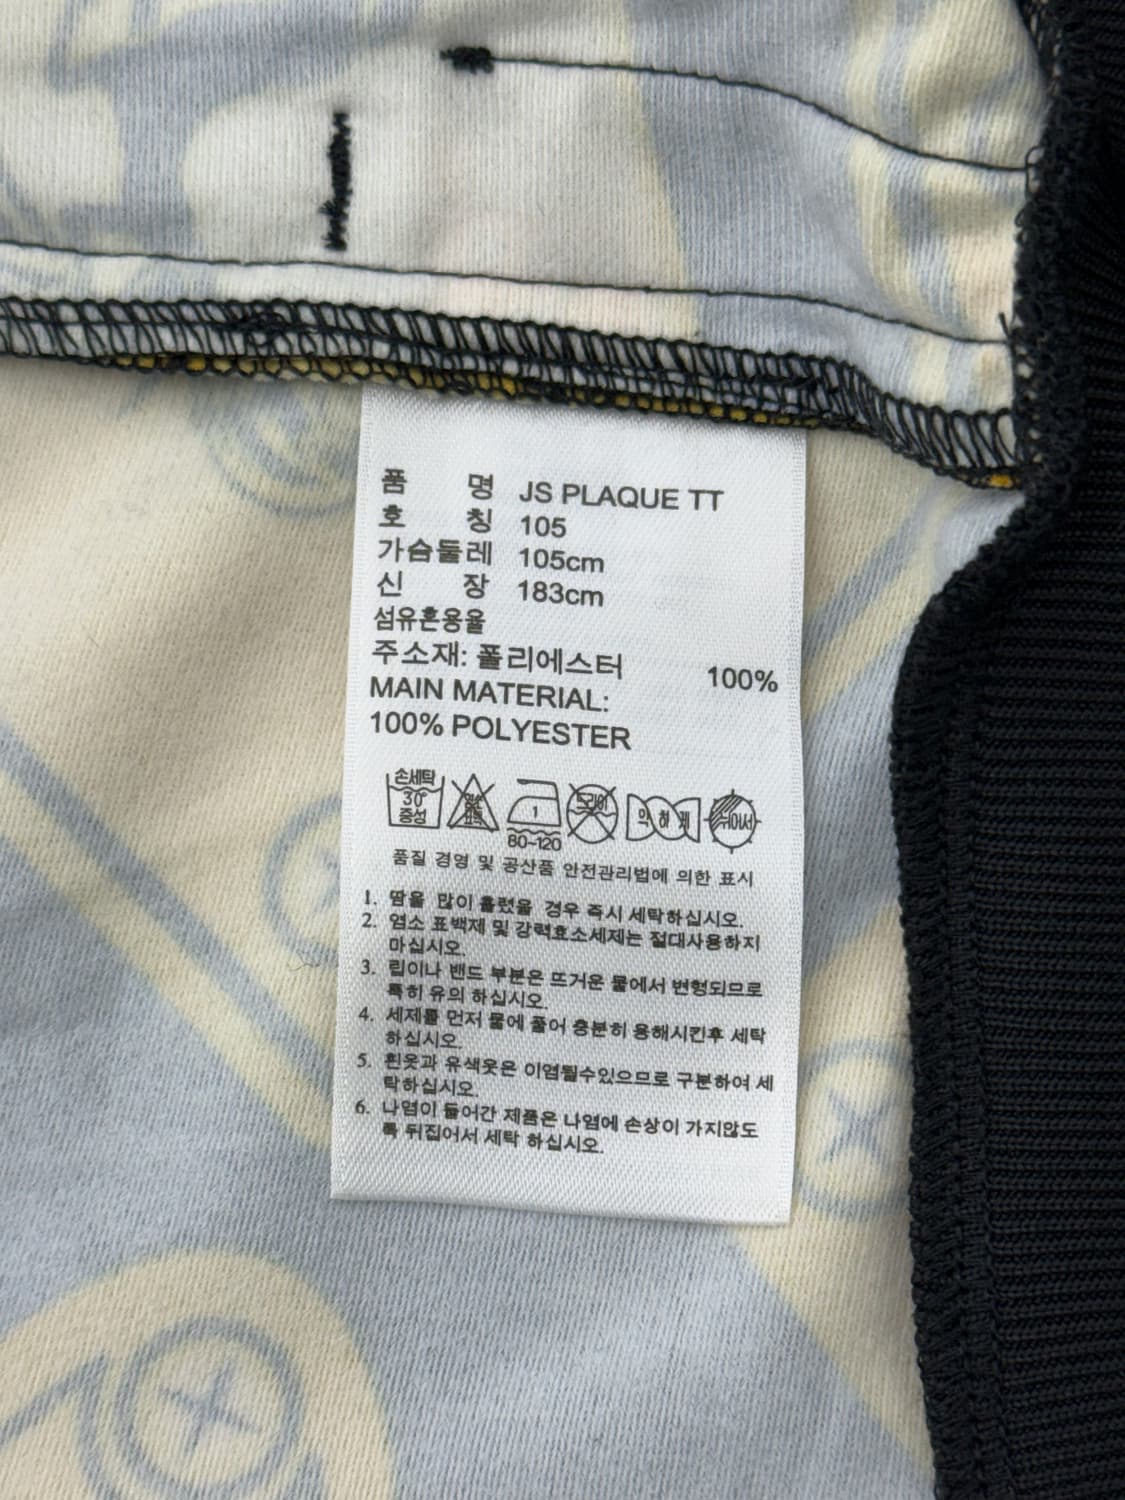 품 명 JS PLAQUE TT
호 칭 105
가슴둘레 105cm
신 장 183cm
섬유혼용율
주소재: 폴리에스터 100%
MAIN MATERIAL:
100% POLYESTER
손세탁
30°
중성
1
80~120
드라이
약하게
뉘어서
품질 경영 및 공산품 안전관리법에 의한 표시
1. 땀을 많이 흘렸을 경우 즉시 세탁하십시오.
2. 염소 표백제 및 강력효소세제는 절대사용하지
마십시오.
3. 립이나 밴드 부분은 뜨거운 물에서 변형되므로
특히 유의 하십시오.
4. 세제를 먼저 물에 풀어 충분히 용해시킨후 세탁
하십시오.
5. 흰옷과 유색옷은 이염될수있으므로 구분하여 세
탁하십시오.
6. 나염이 들어간 제품은 나염에 손상이 가지않도
록 뒤집어서 세탁 하십시오.